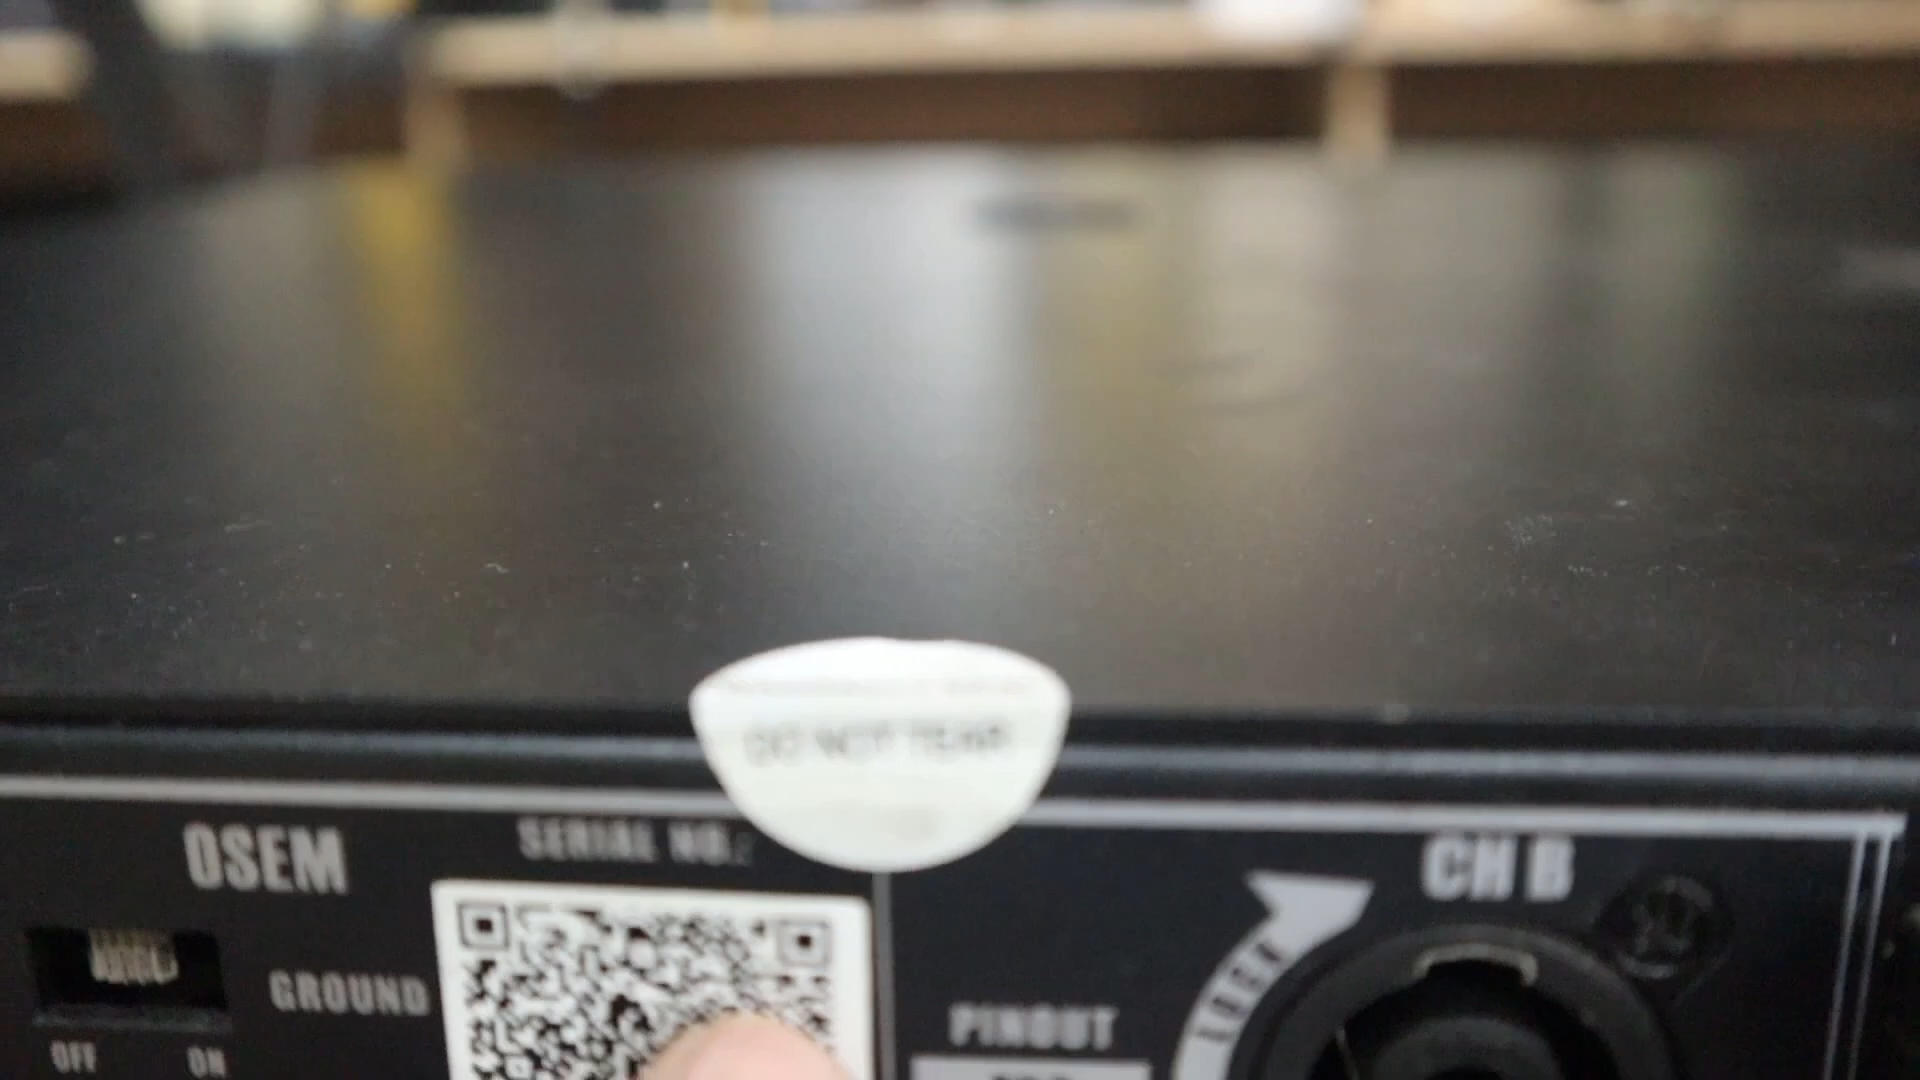 DO NOT TEAR
OSEM
SERIAL NO.:
CH B
LOCK
GROUND
PINOUT
OFF
ON